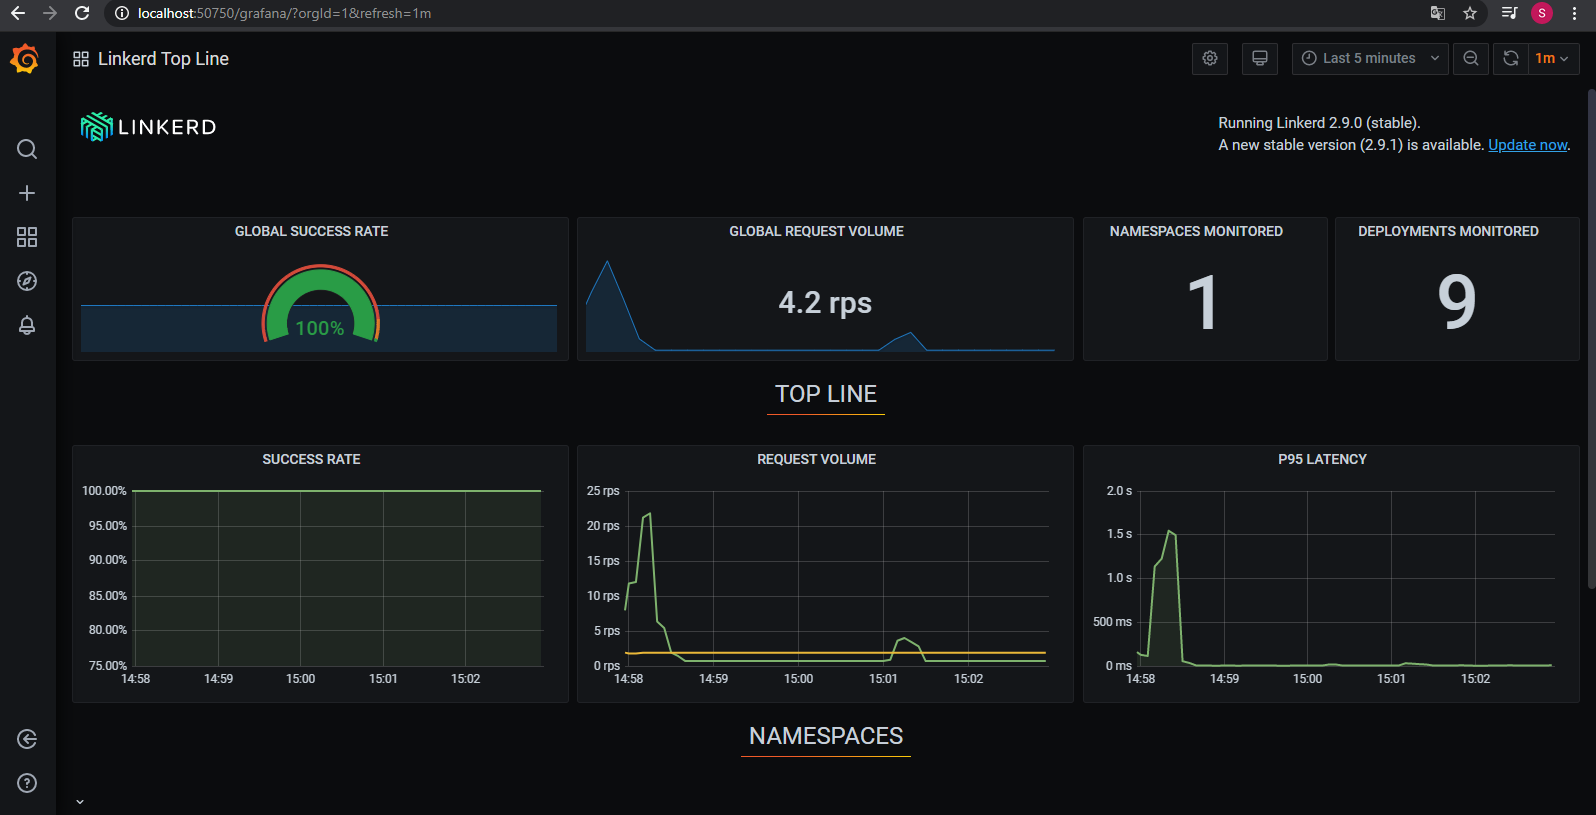 localhost:50750/grafana/?orgId=1&refresh=1m
S
Linkerd Top Line
Last 5 minutes
1m
LINKERD
Running Linkerd 2.9.0 (stable).
A new stable version (2.9.1) is available. Update now.
GLOBAL SUCCESS RATE
100%
GLOBAL REQUEST VOLUME
4.2 rps
NAMESPACES MONITORED
1
DEPLOYMENTS MONITORED
9
TOP LINE
SUCCESS RATE
100.00%
95.00%
90.00%
85.00%
80.00%
75.00%
14:58 14:59 15:00 15:01 15:02
REQUEST VOLUME
25 rps
20 rps
15 rps
10 rps
5 rps
0 rps
14:58 14:59 15:00 15:01 15:02
P95 LATENCY
2.0 s
1.5 s
1.0 s
500 ms
0 ms
14:58 14:59 15:00 15:01 15:02
NAMESPACES